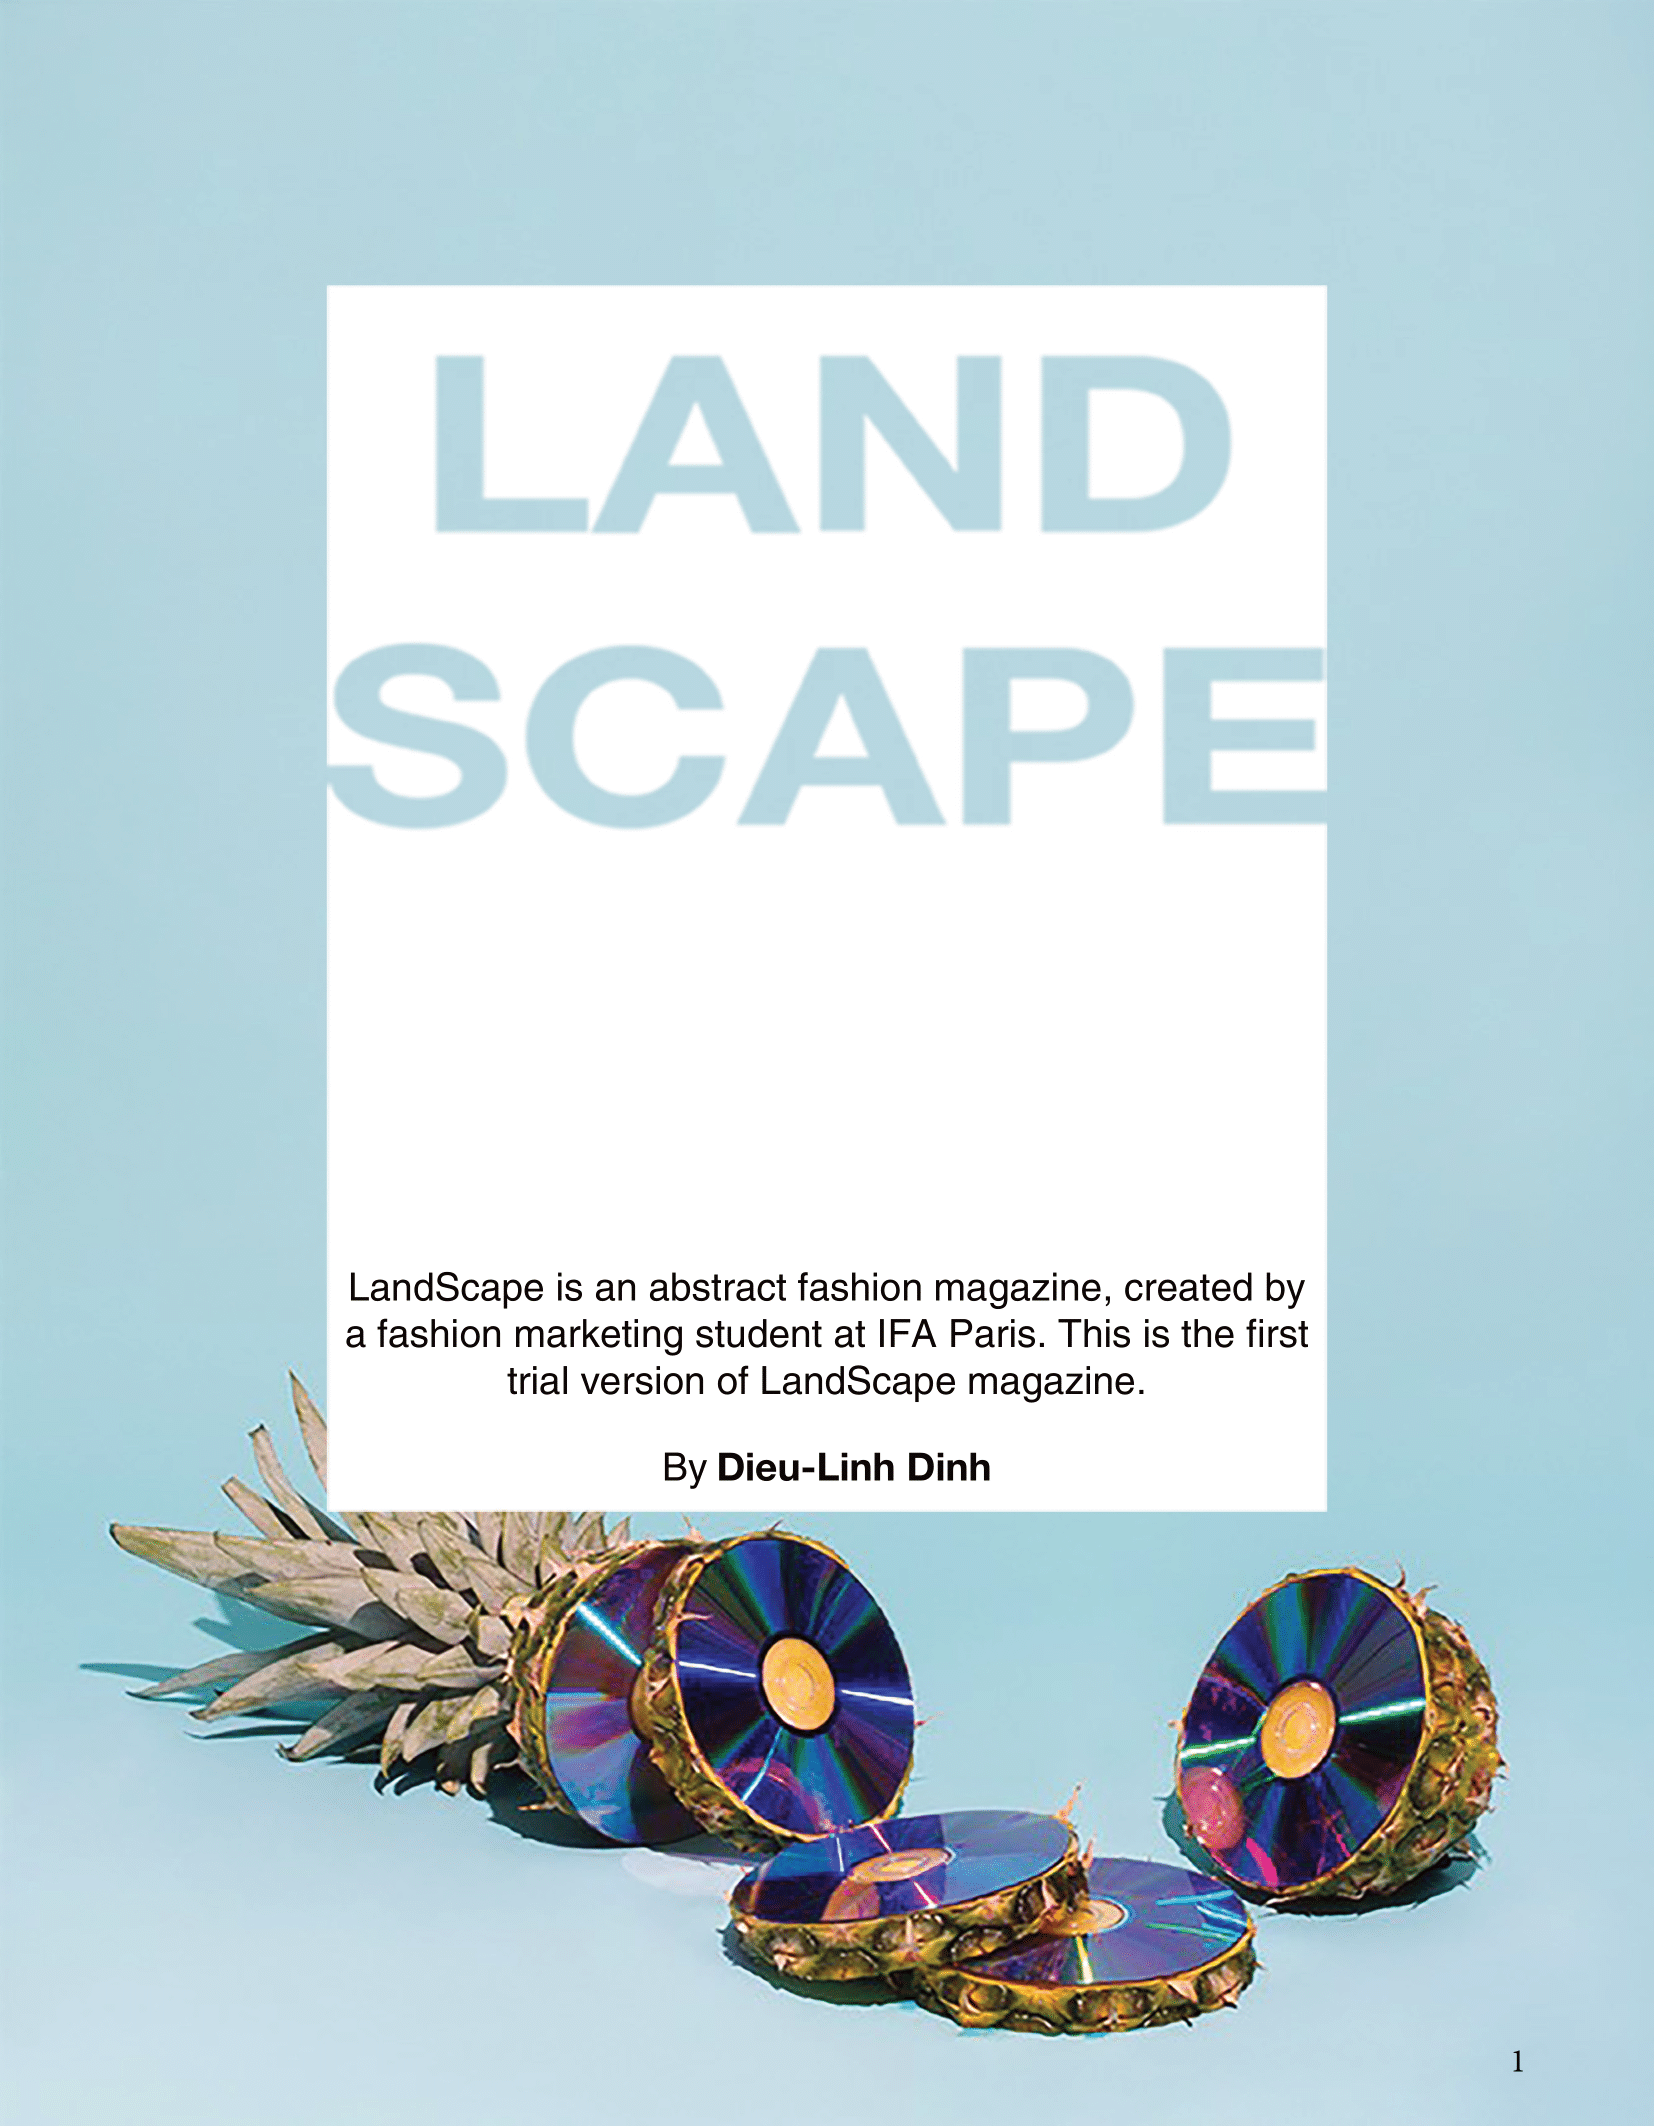 LAND
SCAPE
LandScape is an abstract fashion magazine, created by
a fashion marketing student at IFA Paris. This is the first
trial version of LandScape magazine.
By Dieu-Linh Dinh
1